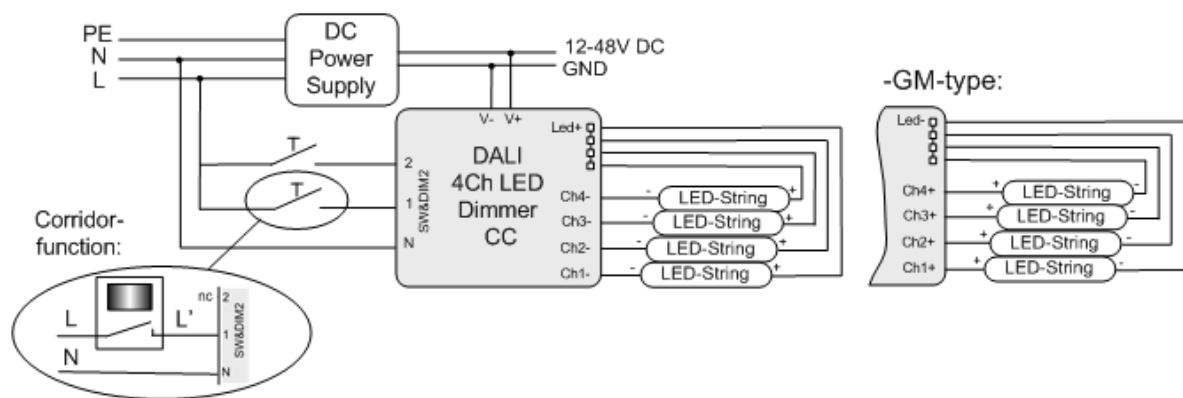 PE
N
L
DC
Power
Supply
12-48V DC
GND
V- V+
T
T
2
1
N
SW&DIM2
DALI
4Ch LED
Dimmer
CC
Led+
Ch4-
Ch3-
Ch2-
Ch1-
- LED-String +
- LED-String +
- LED-String +
- LED-String +
-GM-type:
Led-
Ch4+
Ch3+
Ch2+
Ch1+
+ LED-String -
+ LED-String -
+ LED-String -
+ LED-String -
Corridor-
function:
L
L'
N
nc 2
1
N
SW&DIM2